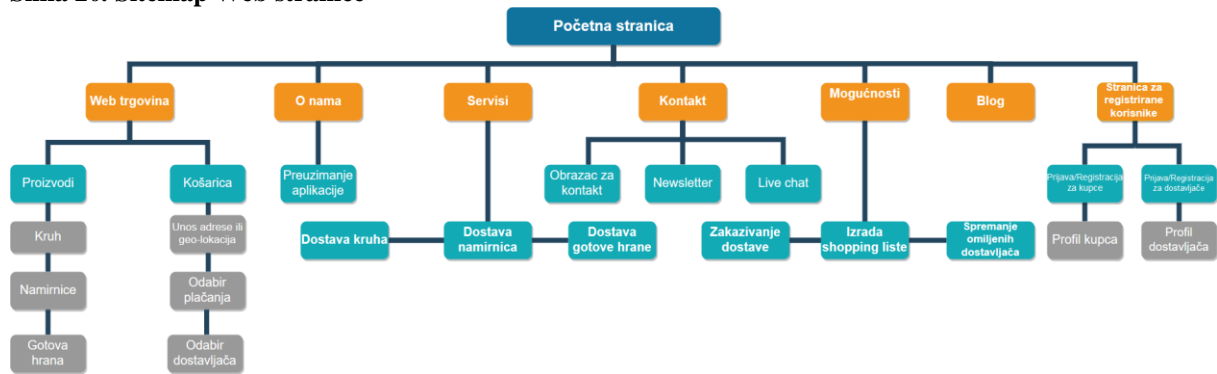 Sitemap Web stranice
Početna stranica
Web trgovina
O nama
Servisi
Kontakt
Mogućnosti
Blog
Stranica za
registrirane
korisnike
Proizvodi
Košarica
Preuzimanje
aplikacije
Obrazac za
kontakt
Newsletter
Live chat
Prijava/Registracija
za kupce
Prijava/Registracija
za dostavljače
Kruh
Unos adrese ili
geo-lokacija
Dostava kruha
Dostava
namirnica
Dostava
gotove hrane
Zakazivanje
dostave
Izrada
shopping liste
Spremanje
omiljenih
dostavljača
Profil kupca
Profil
dostavljača
Namirnice
Odabir
plačanja
Gotova
hrana
Odabir
dostavljača